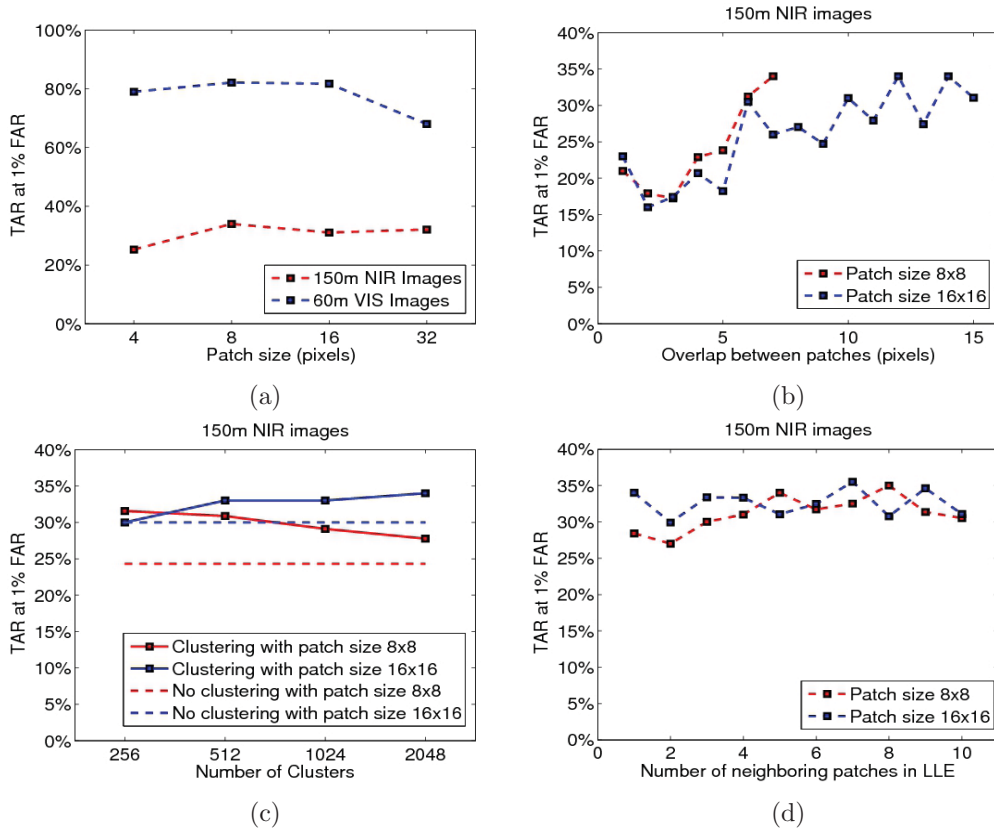 100%
80%
60%
40%
20%
0%
TAR at 1% FAR
4
8
16
32
Patch size (pixels)
150m NIR Images
60m VIS Images
(a)
150m NIR images
40%
35%
30%
25%
20%
15%
10%
5%
0%
TAR at 1% FAR
0
5
10
15
Overlap between patches (pixels)
Patch size 8x8
Patch size 16x16
(b)
150m NIR images
40%
35%
30%
25%
20%
15%
10%
5%
0%
TAR at 1% FAR
256
512
1024
2048
Number of Clusters
Clustering with patch size 8x8
Clustering with patch size 16x16
No clustering with patch size 8x8
No clustering with patch size 16x16
(c)
150m NIR images
40%
35%
30%
25%
20%
15%
10%
5%
0%
TAR at 1% FAR
0
2
4
6
8
10
Number of neighboring patches in LLE
Patch size 8x8
Patch size 16x16
(d)